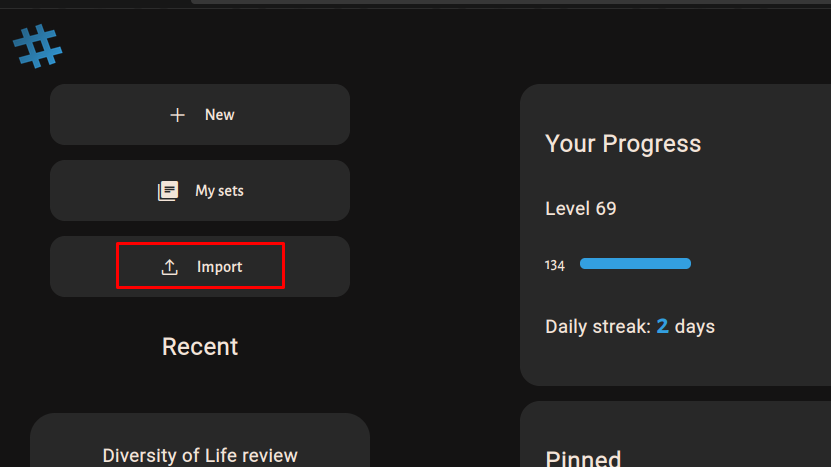 New
My sets
Import
Recent
Diversity of Life review
Your Progress
Level 69
134
Daily streak: 2 days
Pinned